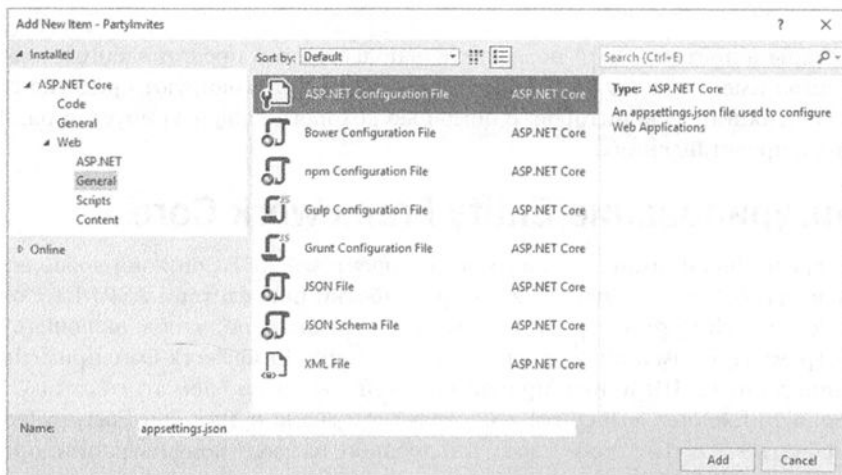 Add New Item - PartyInvites
? ×
Installed
Sort by: Default
Search (Ctrl+E)
ASP.NET Core
Code
General
Web
ASP.NET
General
Scripts
Content
Online
ASP.NET Configuration File ASP.NET Core
Bower Configuration File ASP.NET Core
npm Configuration File ASP.NET Core
Gulp Configuration File ASP.NET Core
Grunt Configuration File ASP.NET Core
JSON File ASP.NET Core
JSON Schema File ASP.NET Core
XML File ASP.NET Core
Type: ASP.NET Core
An appsettings.json file used to configure
Web Applications
Name: appsettings.json
Add Cancel